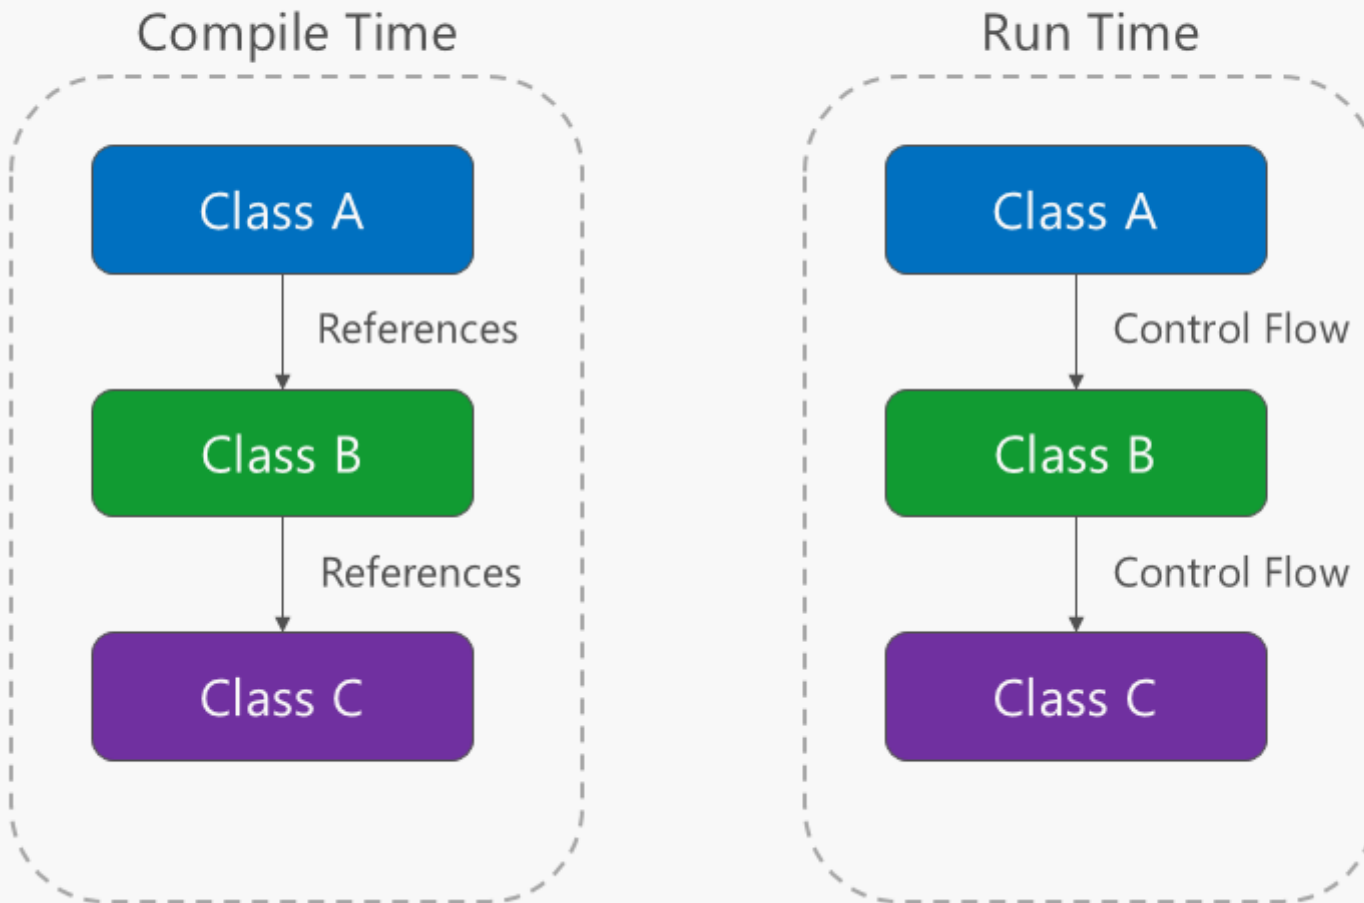 Compile Time
Class A
References
Class B
References
Class C
Run Time
Class A
Control Flow
Class B
Control Flow
Class C